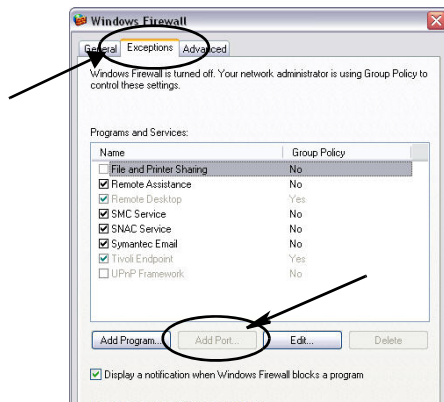 Windows Firewall
General Exceptions Advanced
Windows Firewall is turned off. Your network administrator is using Group Policy to
control these settings.
Programs and Services:
Name Group Policy
File and Printer Sharing No
Remote Assistance No
Remote Desktop Yes
SMC Service No
SNAC Service No
Symantec Email No
Tivoli Endpoint Yes
UPnP Framework No
Add Program... Add Port... Edit... Delete
Display a notification when Windows Firewall blocks a program